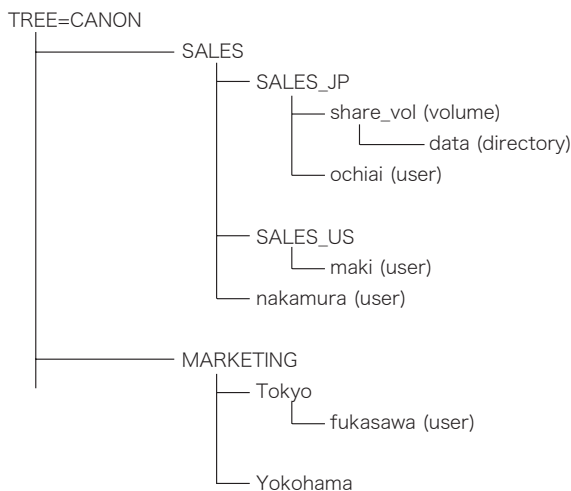 TREE=CANON
SALES
SALES_JP
share_vol (volume)
data (directory)
ochiai (user)
SALES_US
maki (user)
nakamura (user)
MARKETING
Tokyo
fukasawa (user)
Yokohama